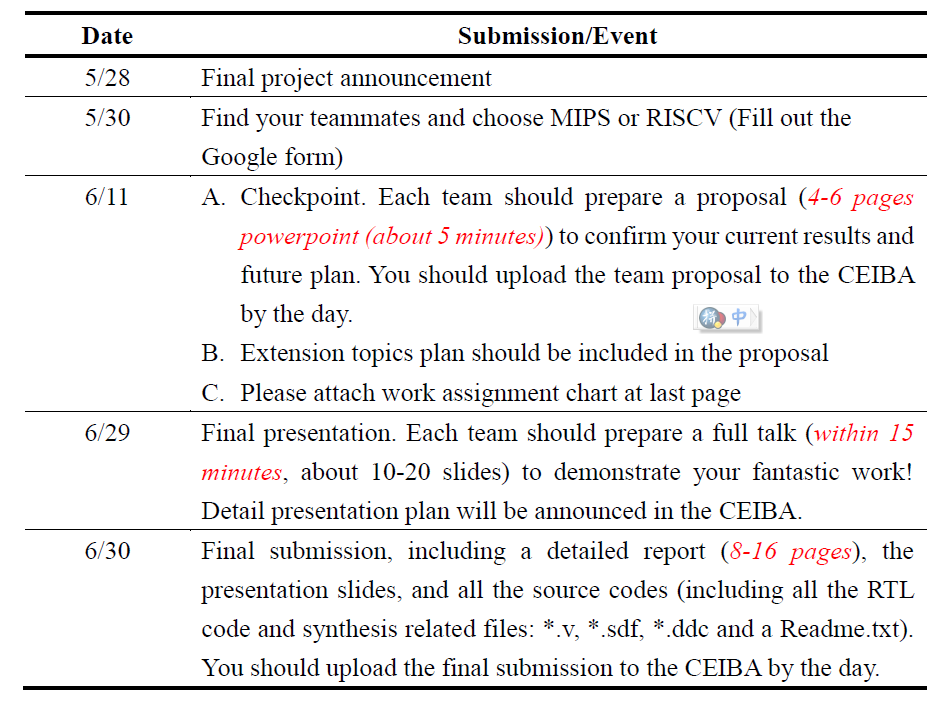 Date Submission/Event
5/28 Final project announcement
5/30 Find your teammates and choose MIPS or RISCV (Fill out the
Google form)
6/11 A. Checkpoint. Each team should prepare a proposal (4-6 pages
powerpoint (about 5 minutes)) to confirm your current results and
future plan. You should upload the team proposal to the CEIBA
by the day.
中
B. Extension topics plan should be included in the proposal
C. Please attach work assignment chart at last page
6/29 Final presentation. Each team should prepare a full talk (within 15
minutes, about 10-20 slides) to demonstrate your fantastic work!
Detail presentation plan will be announced in the CEIBA.
6/30 Final submission, including a detailed report (8-16 pages), the
presentation slides, and all the source codes (including all the RTL
code and synthesis related files: *.v, *.sdf, *.ddc and a Readme.txt).
You should upload the final submission to the CEIBA by the day.